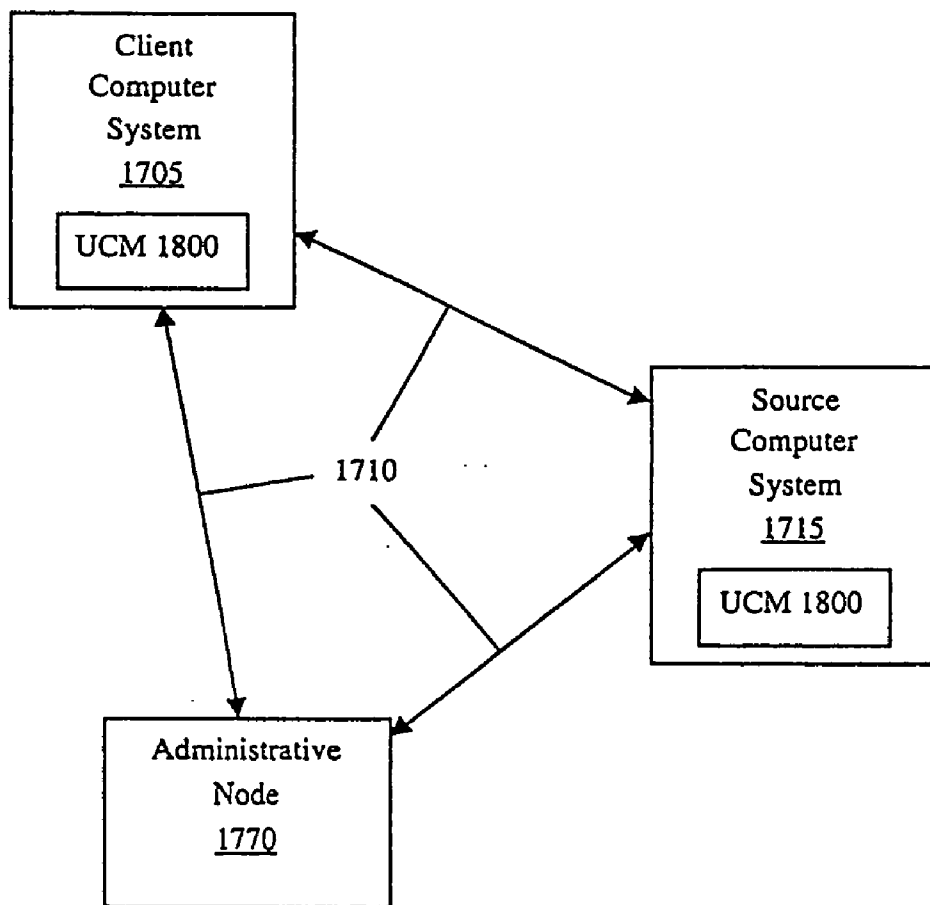 Client
Computer
System
1705
UCM 1800
1710
Source
Computer
System
1715
UCM 1800
Administrative
Node
1770